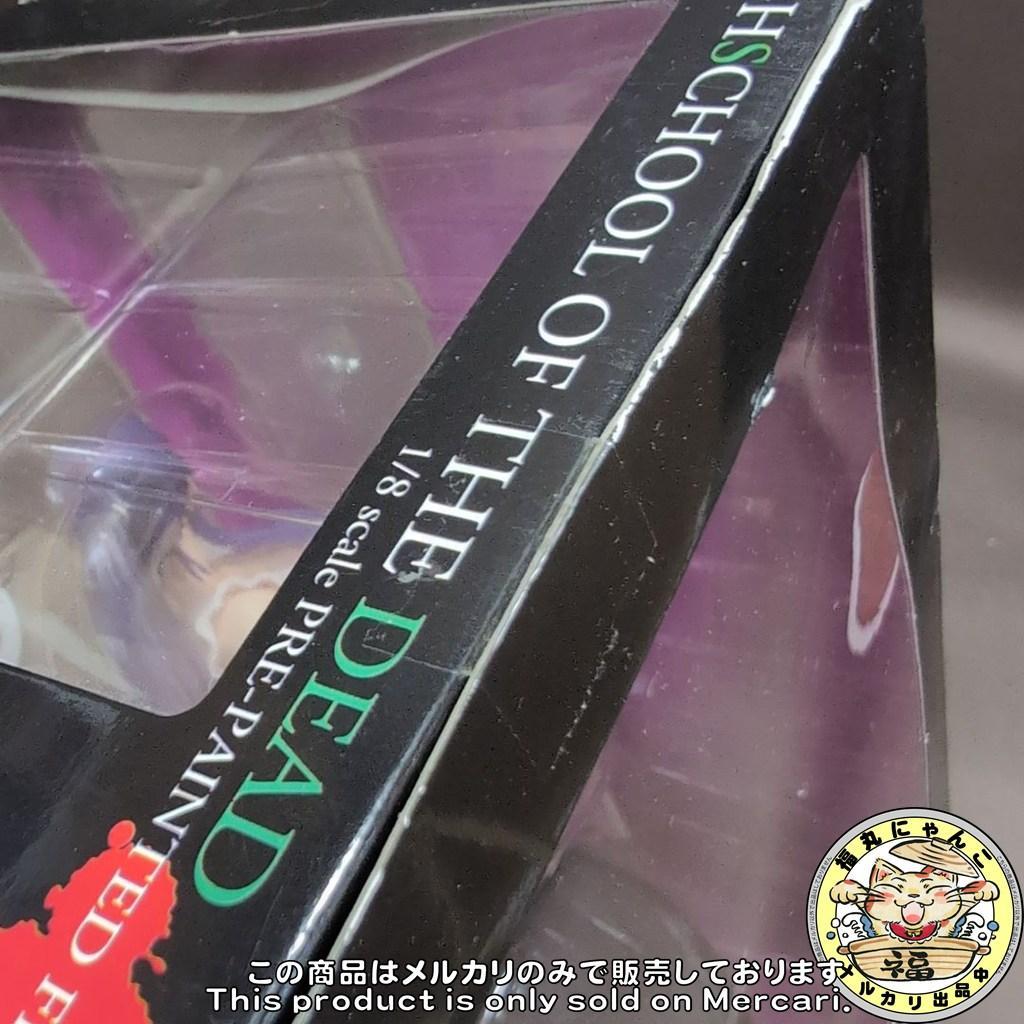 HSCHOOL OF THE DEAD
1/8 scale PRE-PAINTED
福丸にゃんこ
福
メルカリ出品中
この商品はメルカリのみで販売しております
This product is only sold on Mercari.